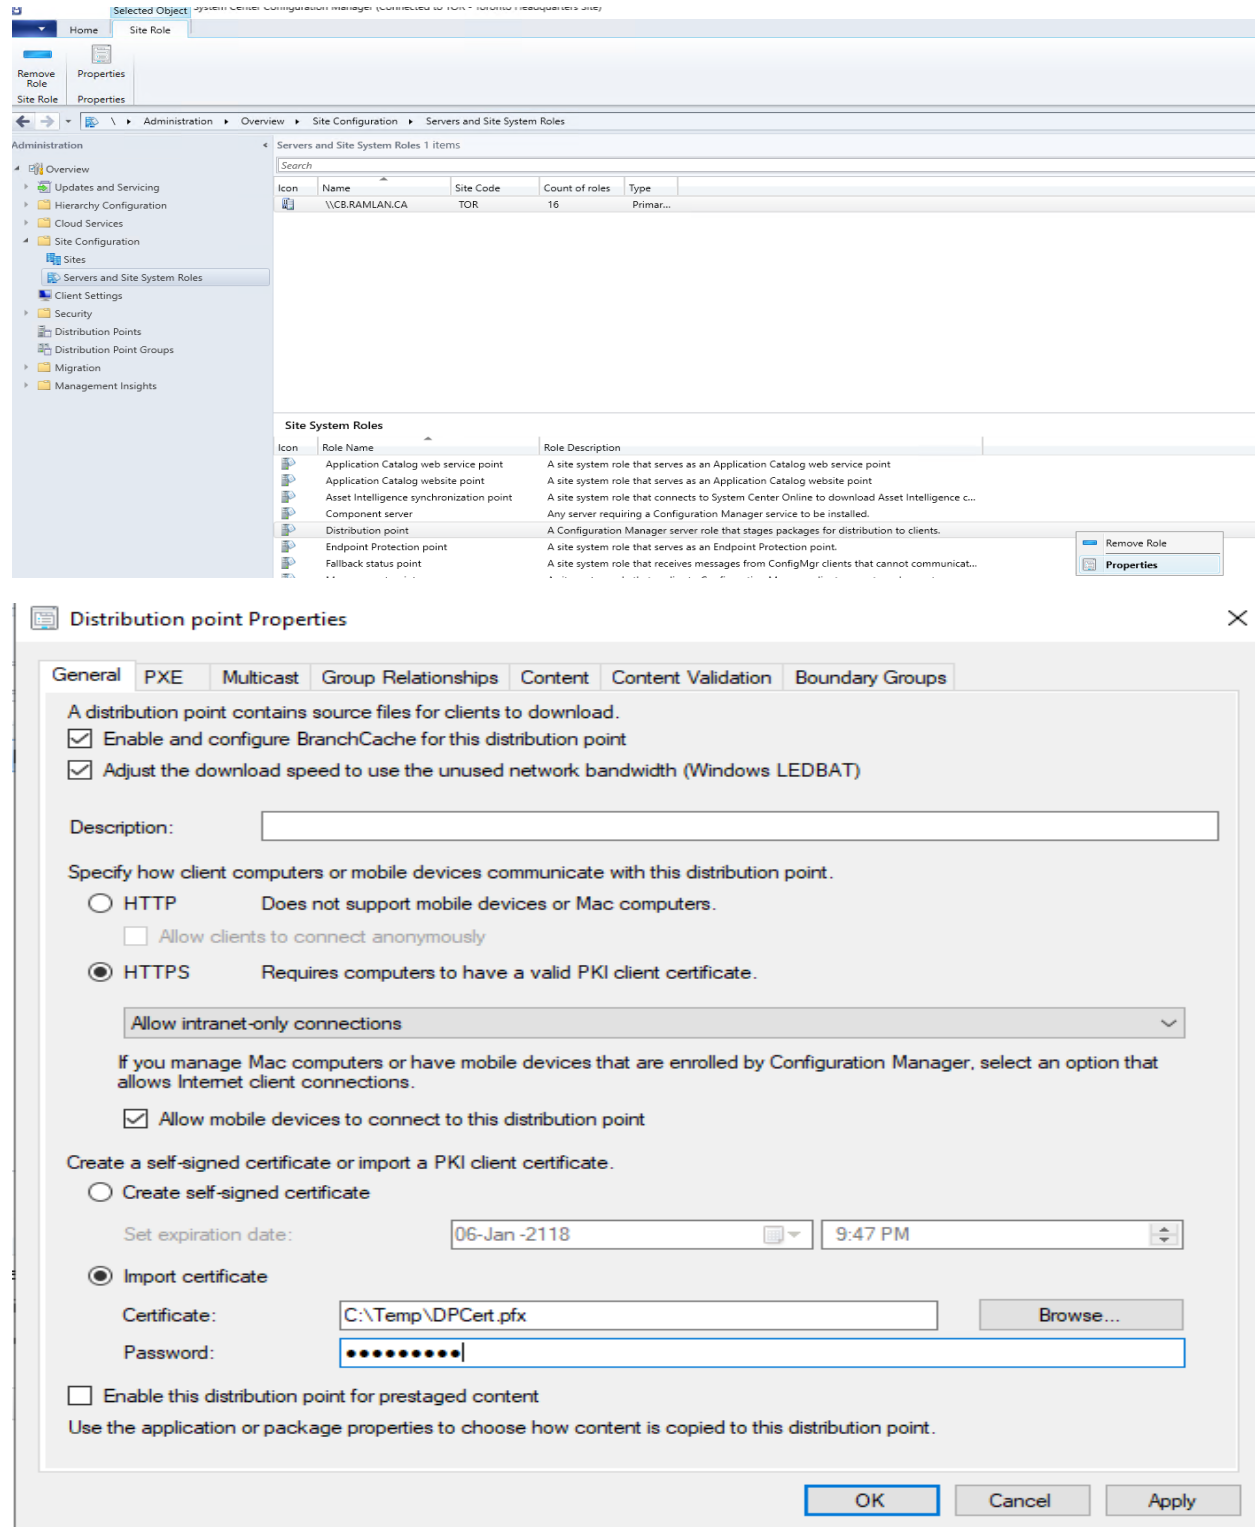 Selected Object System Center Configuration Manager (Connected to TOR - Toronto Headquarters Site)
Home Site Role
Remove Role Properties
Site Role Properties
\ Administration Overview Site Configuration Servers and Site System Roles
Administration
Overview
Updates and Servicing
Hierarchy Configuration
Cloud Services
Site Configuration
Sites
Servers and Site System Roles
Client Settings
Security
Distribution Points
Distribution Point Groups
Migration
Management Insights
Servers and Site System Roles 1 items
Search
Icon Name Site Code Count of roles Type
\\CB.RAMLAN.CA TOR 16 Primar...
Site System Roles
Icon Role Name Role Description
Application Catalog web service point A site system role that serves as an Application Catalog web service point
Application Catalog website point A site system role that serves as an Application Catalog website point
Asset Intelligence synchronization point A site system role that connects to System Center Online to download Asset Intelligence c...
Component server Any server requiring a Configuration Manager service to be installed.
Distribution point A Configuration Manager server role that stages packages for distribution to clients.
Endpoint Protection point A site system role that serves as an Endpoint Protection point.
Fallback status point A site system role that receives messages from ConfigMgr clients that cannot communicat...
Remove Role
Properties
Distribution point Properties
General PXE Multicast Group Relationships Content Content Validation Boundary Groups
A distribution point contains source files for clients to download.
Enable and configure BranchCache for this distribution point
Adjust the download speed to use the unused network bandwidth (Windows LEDBAT)
Description:
Specify how client computers or mobile devices communicate with this distribution point.
HTTP Does not support mobile devices or Mac computers.
Allow clients to connect anonymously
HTTPS Requires computers to have a valid PKI client certificate.
Allow intranet-only connections
If you manage Mac computers or have mobile devices that are enrolled by Configuration Manager, select an option that
allows Internet client connections.
Allow mobile devices to connect to this distribution point
Create a self-signed certificate or import a PKI client certificate.
Create self-signed certificate
Set expiration date: 06-Jan -2118 9:47 PM
Import certificate
Certificate: C:\Temp\DPCert.pfx Browse...
Password: ●●●●●●●●●
Enable this distribution point for prestaged content
Use the application or package properties to choose how content is copied to this distribution point.
OK Cancel Apply